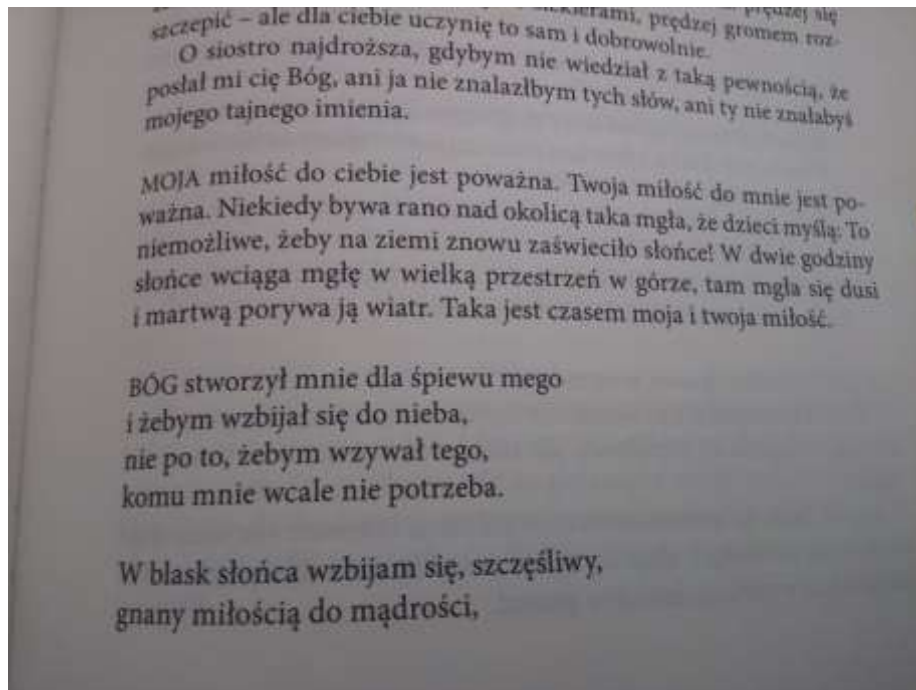 prędzej się
szczepić – ale dla ciebie uczynię to sam i dobrowolnie. prędzej gromem roz-
O siostro najdroższa, gdybym nie wiedział z taką pewnością, że
posłał mi cię Bóg, ani ja nie znalazłbym tych słów, ani ty nie znałabyś
mojego tajnego imienia.
MOJA miłość do ciebie jest poważna. Twoja miłość do mnie jest po-
ważna. Niekiedy bywa rano nad okolicą taka mgła, że dzieci myślą: To
niemożliwe, żeby na ziemi znowu zaświeciło słońce! W dwie godziny
słońce wciąga mgłę w wielką przestrzeń w górze, tam mgła się dusi
i martwą porywa ją wiatr. Taka jest czasem moja i twoja miłość.
BÓG stworzył mnie dla śpiewu mego
i żebym wzbijał się do nieba,
nie po to, żebym wzywał tego,
komu mnie wcale nie potrzeba.
W blask słońca wzbijam się, szczęśliwy,
gnany miłością do mądrości,